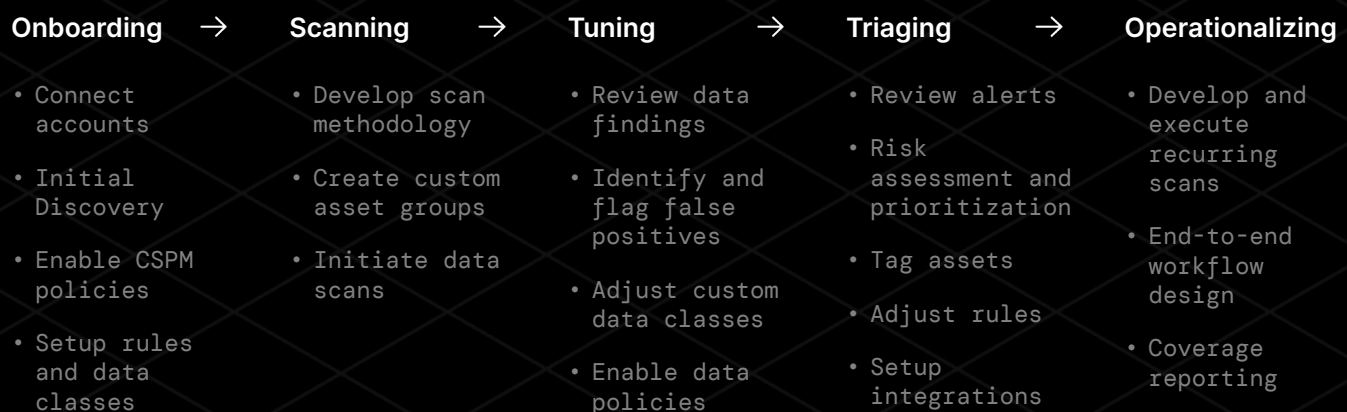 Onboarding →
• Connect
accounts
• Initial
Discovery
• Enable CSPM
policies
• Setup rules
and data
classes
Scanning →
• Develop scan
methodology
• Create custom
asset groups
• Initiate data
scans
Tuning →
• Review data
findings
• Identify and
flag false
positives
• Adjust custom
data classes
• Enable data
policies
Triaging →
• Review alerts
• Risk
assessment and
prioritization
• Tag assets
• Adjust rules
• Setup
integrations
Operationalizing
• Develop and
execute
recurring
scans
• End-to-end
workflow
design
• Coverage
reporting